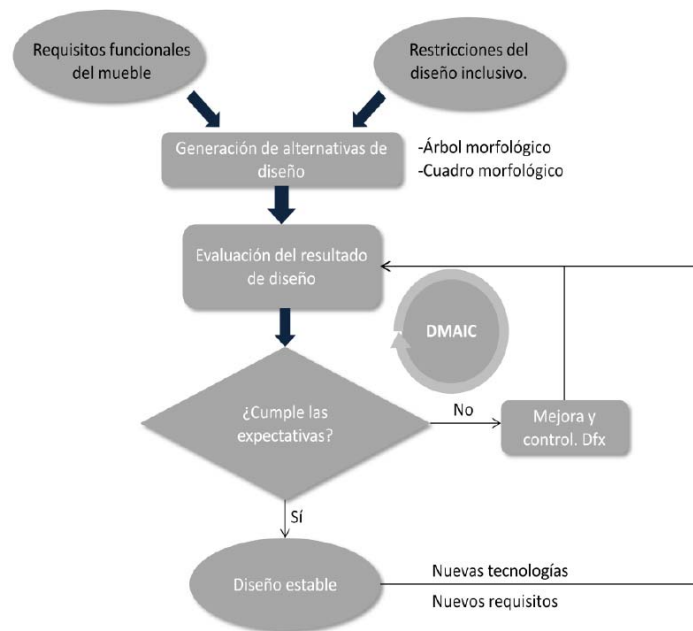 Requisitos funcionales
del mueble
Restricciones del
diseño inclusivo.
Generación de alternativas de
diseño
-Árbol morfológico
-Cuadro morfológico
Evaluación del resultado
de diseño
DMAIC
¿Cumple las
expectativas?
No
Mejora y
control. Dfx
Sí
Diseño estable
Nuevas tecnologías
Nuevos requisitos